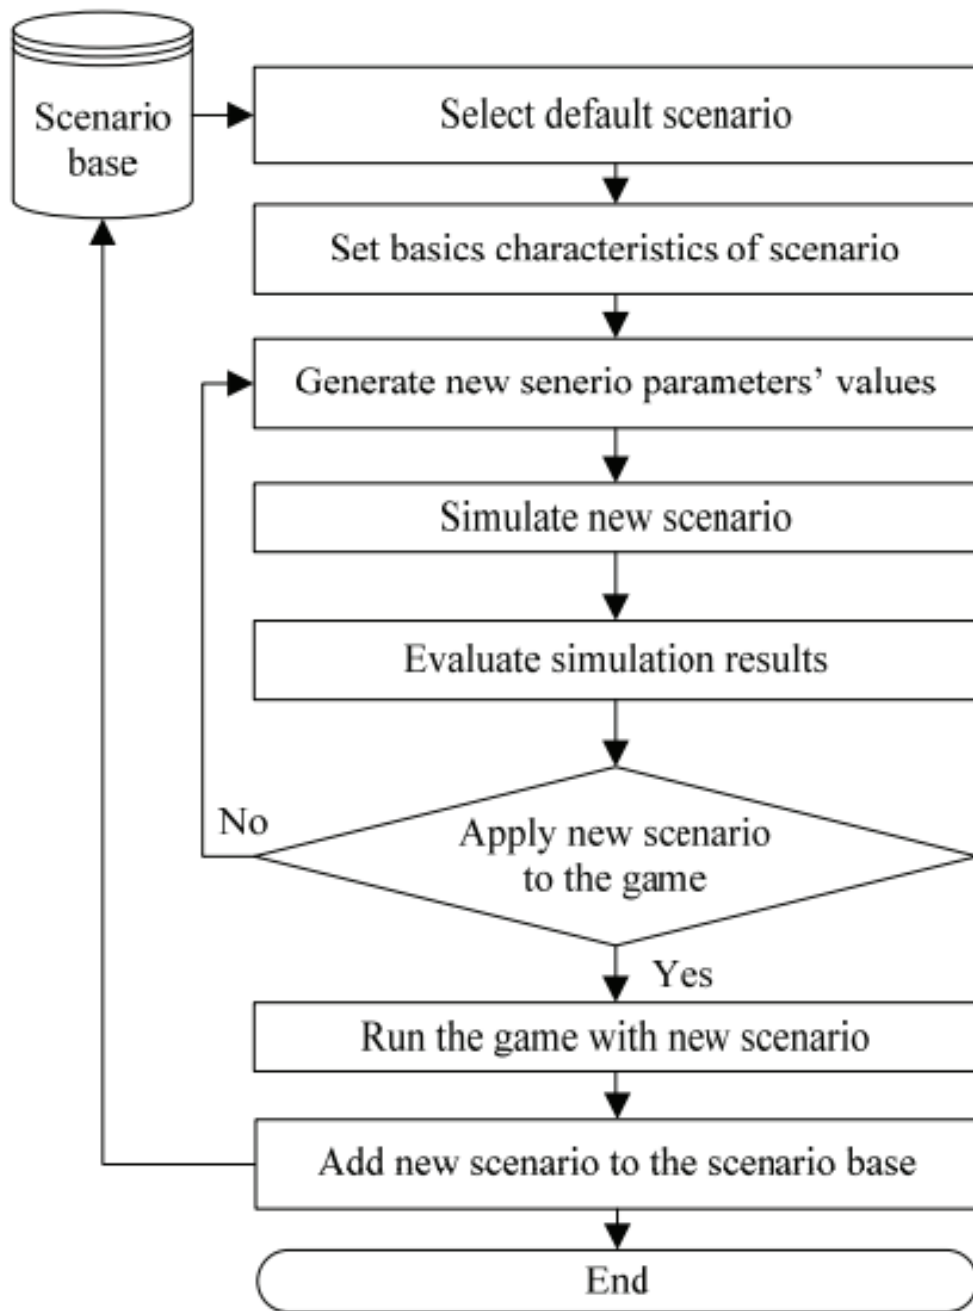 Scenario
base
Select default scenario
Set basics characteristics of scenario
Generate new senerio parameters’ values
Simulate new scenario
Evaluate simulation results
Apply new scenario
to the game
No
Yes
Run the game with new scenario
Add new scenario to the scenario base
End